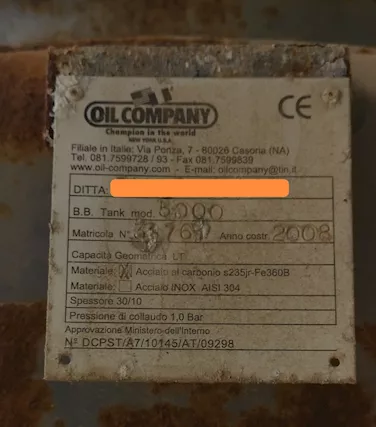 OIL COMPANY
Champion in the world
NEW YORK U.S.A.
CE
Filiale in Italie: Via Ponza, 7 - 80026 Casoria (NA)
Tel. 081.7599728 / 93 - Fax 081.7599839
www.oil-company.com - E-mail: oilcompany@tin.it
DITTA:
B.B. Tank mod. 5000
Matricola N° Anno costr. 2008
Capacità Geometrica LT.
Materiale: Acciaio al carbonio s235jr-Fe360B
Materiale: Acciaio INOX AISI 304
Spessore 30/10
Pressione di collaudo 1,0 Bar
Approvazione Ministero dell'Interno
N° DCPST/A7/10145/AT/09298